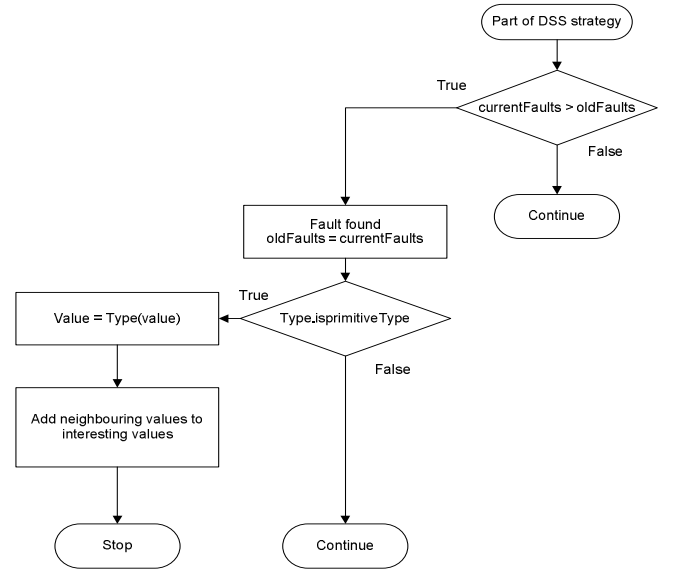 Part of DSS strategy
True
currentFaults > oldFaults
False
Continue
Fault found
oldFaults = currentFaults
True
Value = Type(value)
Type.isprimitiveType
False
Add neighbouring values to
interesting values
Stop
Continue